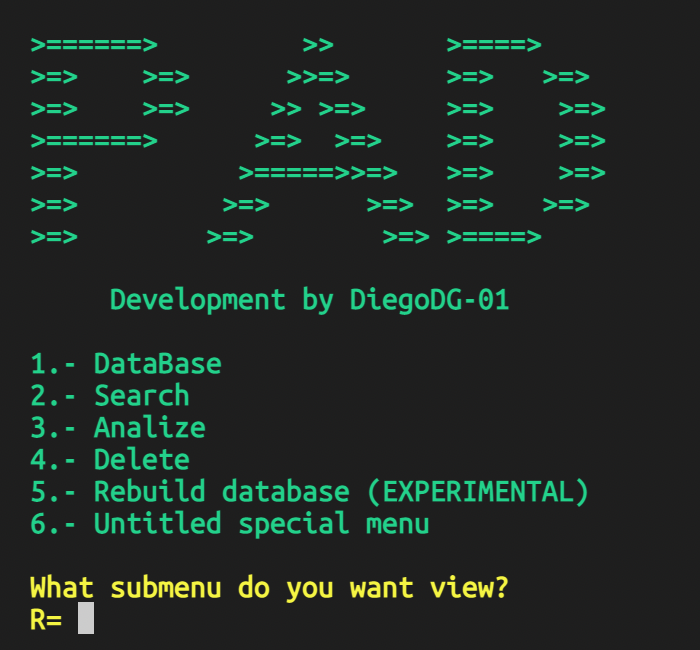 >======>         >>       >====>
>=>    >=>      >>=>      >=>   >=>
>=>    >=>     >> >=>     >=>    >=>
>======>      >=>  >=>    >=>    >=>
>=>          >=====>>=>   >=>    >=>
>=>         >=>      >=>  >=>   >=>
>=>        >=>        >=> >====>
Development by DiegoDG-01
1.- DataBase
2.- Search
3.- Analize
4.- Delete
5.- Rebuild database (EXPERIMENTAL)
6.- Untitled special menu
What submenu do you want view?
R=